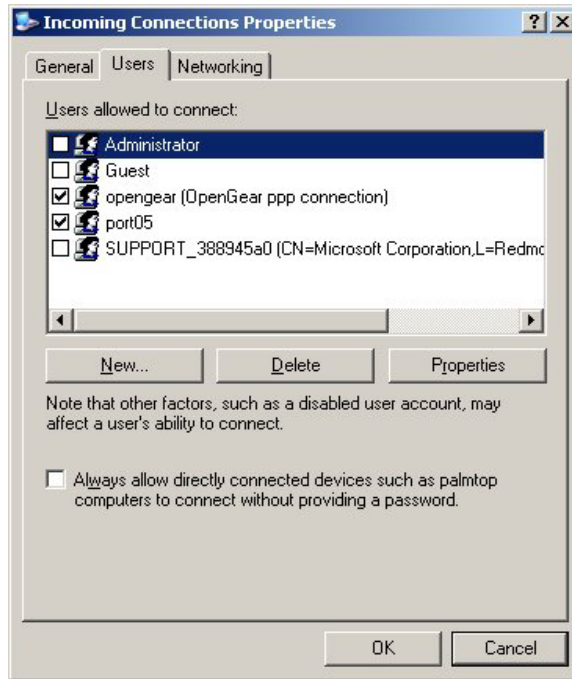 Incoming Connections Properties
General Users Networking
Users allowed to connect:
Administrator
Guest
opengear (OpenGear ppp connection)
port05
SUPPORT_388945a0 (CN=Microsoft Corporation,L=Redmo
New... Delete Properties
Note that other factors, such as a disabled user account, may
affect a user's ability to connect.
Always allow directly connected devices such as palmtop
computers to connect without providing a password.
OK Cancel